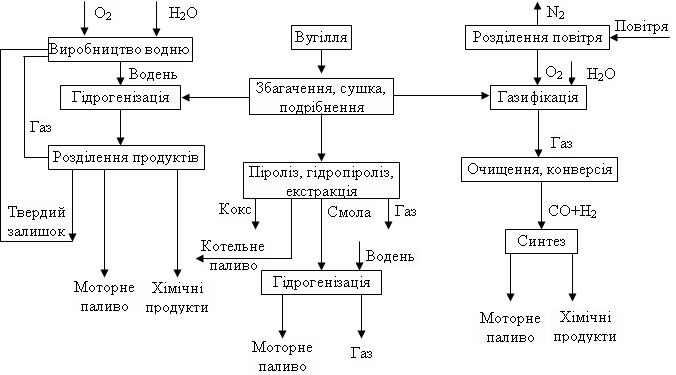 O2
H2O
N2
Повітря
Виробництво водню
Вугілля
Розділення повітря
Водень
O2
H2O
Гідрогенізація
Збагачення, сушка,
подрібнення
Газифікація
Газ
Газ
Розділення продуктів
Піроліз, гідропіроліз,
екстракція
Очищення, конверсія
Твердий
залишок
Кокс
Смола
Газ
CO+H2
Котельне
паливо
Водень
Синтез
Моторне
паливо
Хімічні
продукти
Гідрогенізація
Моторне
паливо
Хімічні
продукти
Моторне
паливо
Газ